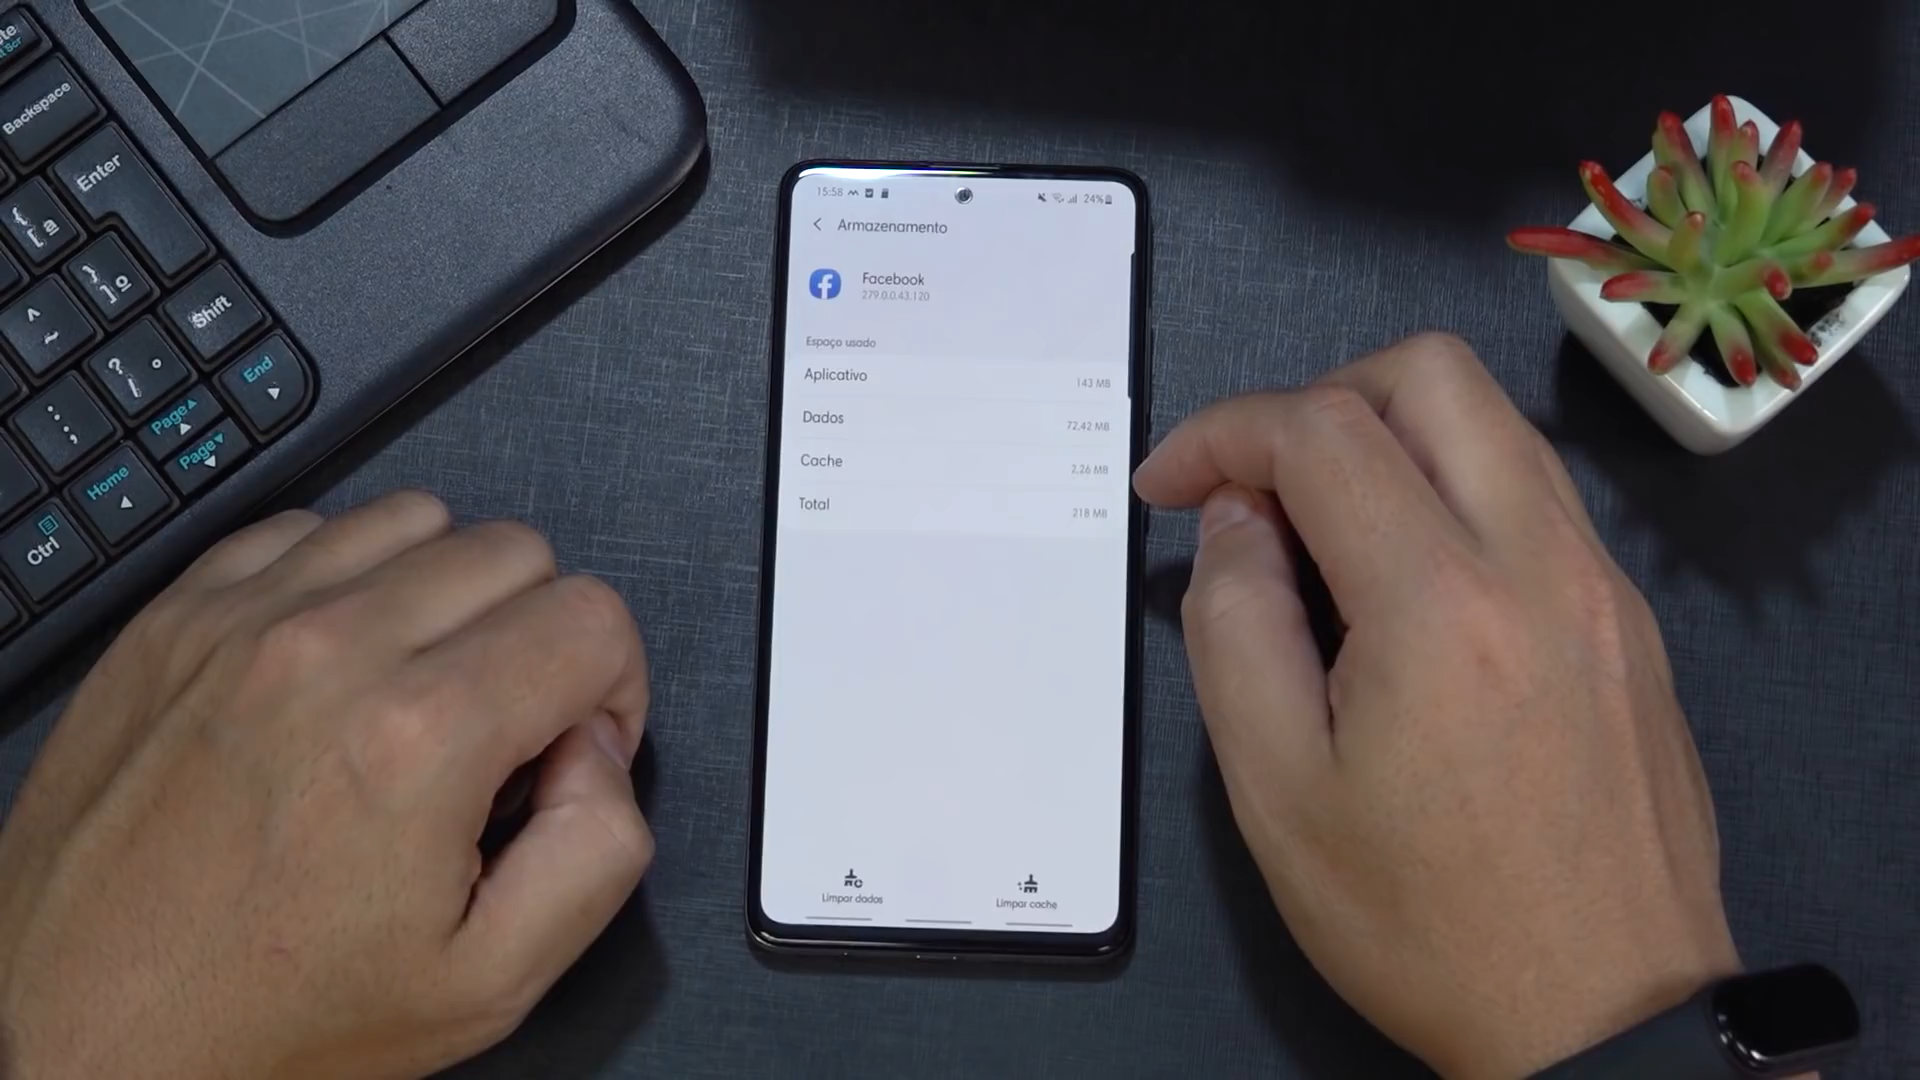 15:58
24%
Armazenamento
Facebook
279.0.0.43.120
Espaço usado
Aplicativo
143 MB
Dados
72,42 MB
Cache
2,26 MB
Total
218 MB
Limpar dados
Limpar cache
Backspace
Enter
Shift
End
Page
Page
Home
Ctrl